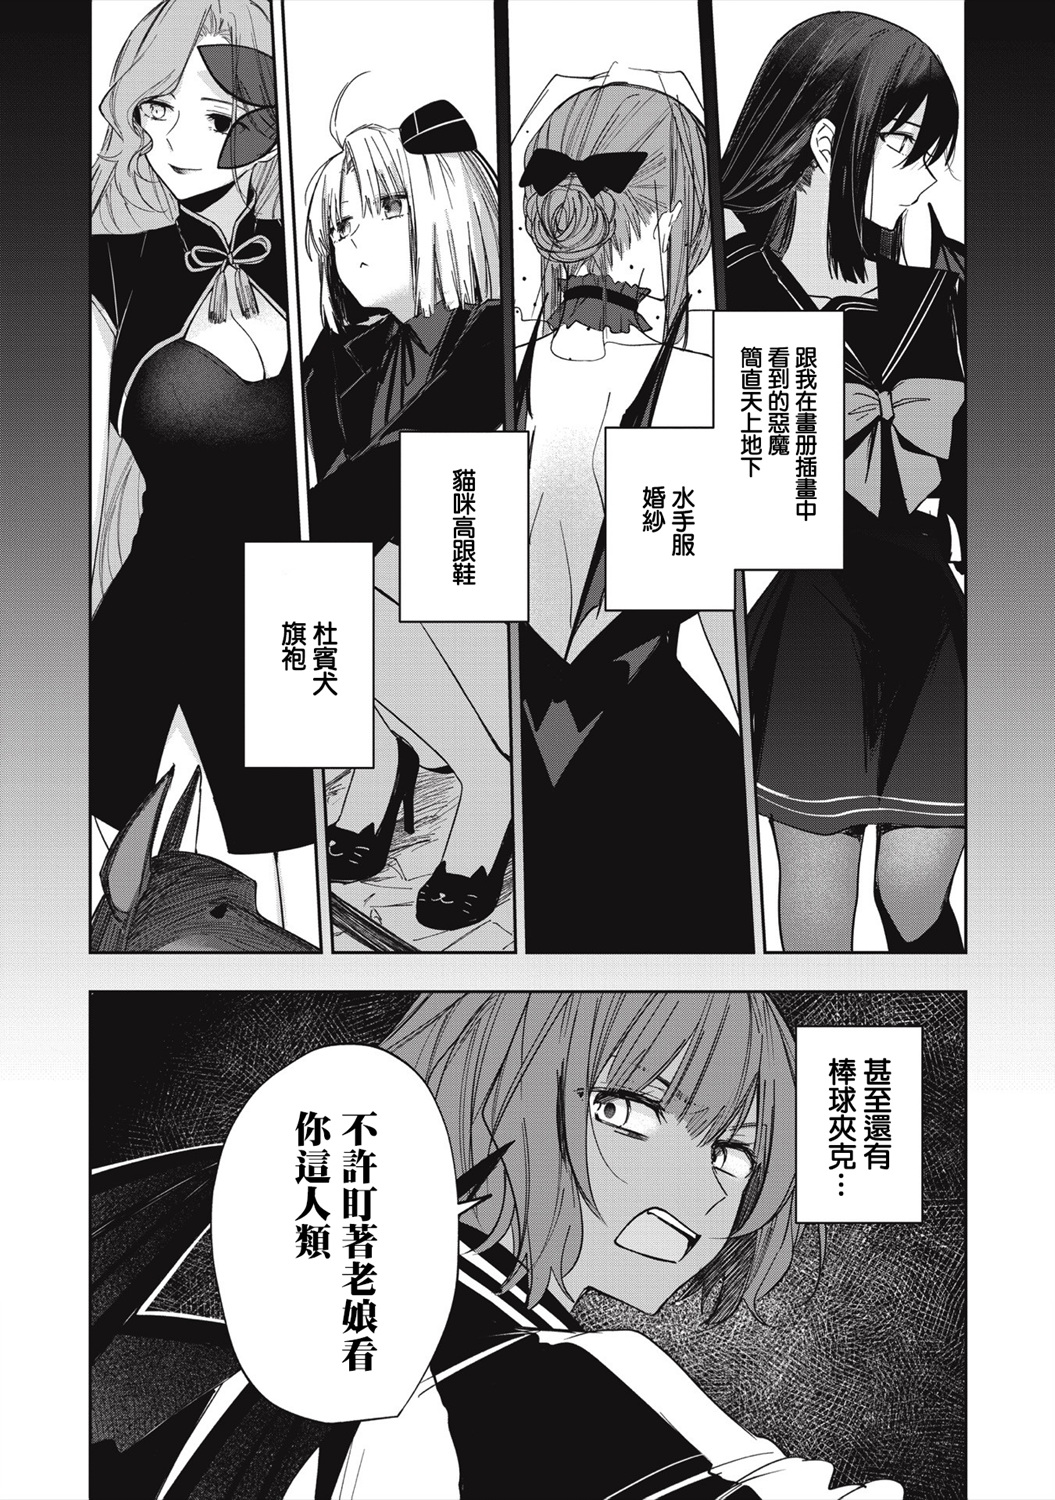 跟我在畫册插畫中
看到的惡魔
簡直天上地下
水手服
婚紗
貓咪高跟鞋
杜賓犬
旗袍
甚至還有
棒球夾克…
不許盯著老娘看
你這人類